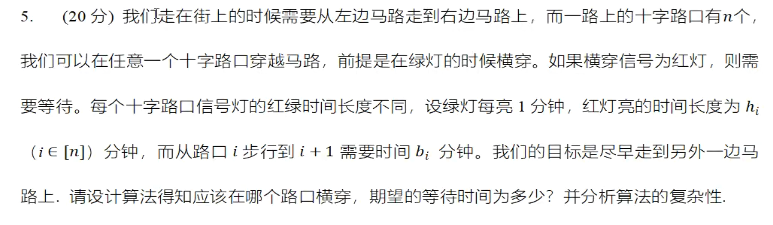 5. (20 分) 我们走在街上的时候需要从左边马路走到右边马路上，而一路上的十字路口有n个，
我们可以在任意一个十字路口穿越马路，前提是在绿灯的时候横穿。如果横穿信号为红灯，则需
要等待。每个十字路口信号灯的红绿时间长度不同，设绿灯每亮 1 分钟，红灯亮的时间长度为 hᵢ
（i ∈ [n]）分钟，而从路口 i 步行到 i + 1 需要时间 bᵢ 分钟。我们的目标是尽早走到另外一边马
路上. 请设计算法得知应该在哪个路口横穿，期望的等待时间为多少？并分析算法的复杂性.